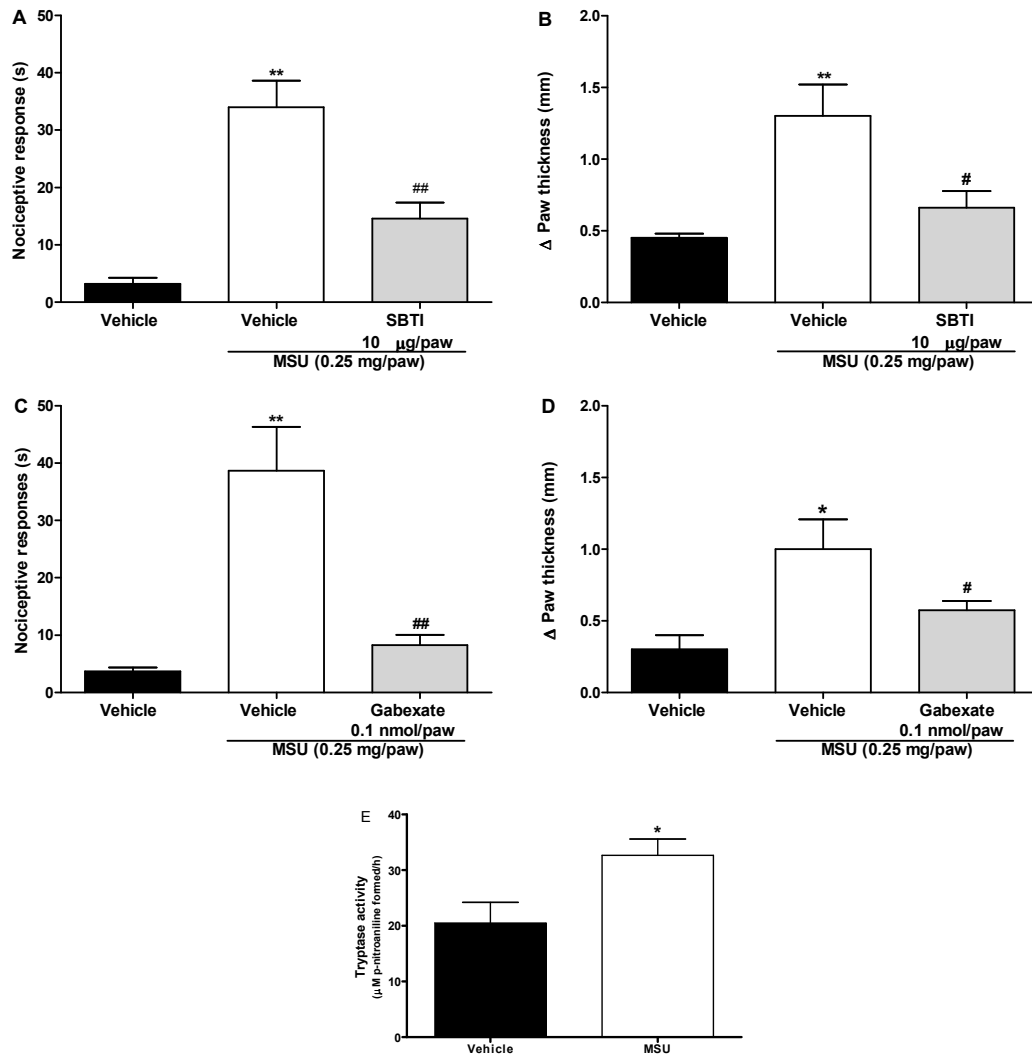 A
Nociceptive response (s)
50
40
30
20
10
0
**
##
Vehicle
Vehicle
SBTI
10 μg/paw
MSU (0.25 mg/paw)
B
Δ Paw thickness (mm)
2.0
1.5
1.0
0.5
0.0
**
#
Vehicle
Vehicle
SBTI
10 μg/paw
MSU (0.25 mg/paw)
C
Nociceptive responses (s)
50
40
30
20
10
0
**
##
Vehicle
Vehicle
Gabexate
0.1 nmol/paw
MSU (0.25 mg/paw)
D
Δ Paw thickness (mm)
2.0
1.5
1.0
0.5
0.0
*
#
Vehicle
Vehicle
Gabexate
0.1 nmol/paw
MSU (0.25 mg/paw)
E
Tryptase activity
(μM p-nitroaniline formed/h)
40
30
20
10
0
*
Vehicle
MSU